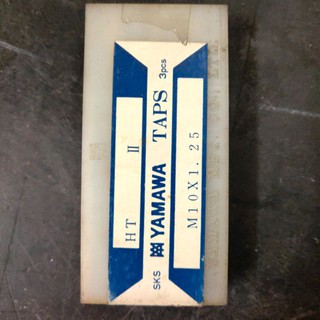 HT II
SKS YAMAWA TAPS 3pcs
M10X1.25